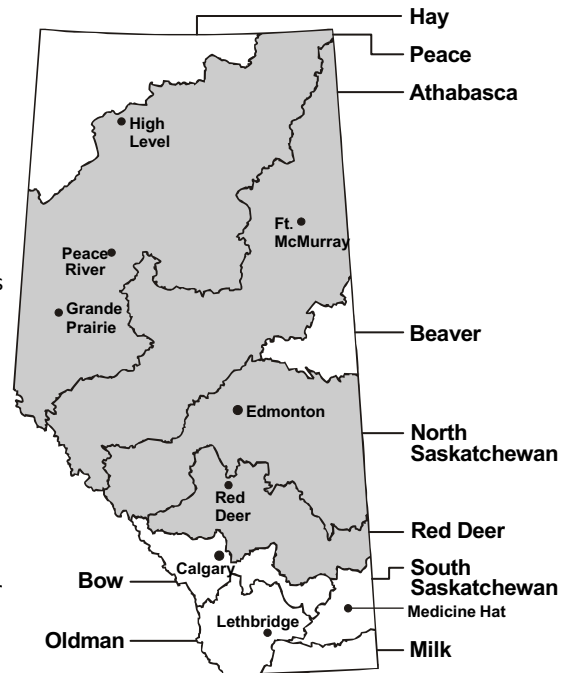 Hay
Peace
Athabasca
High
Level
Ft.
McMurray
Peace
River
s
Grande
Prairie
Beaver
Edmonton
North
Saskatchewan
Red
Deer
Red Deer
Calgary
South
Saskatchewan
Bow
Medicine Hat
Lethbridge
Oldman
Milk